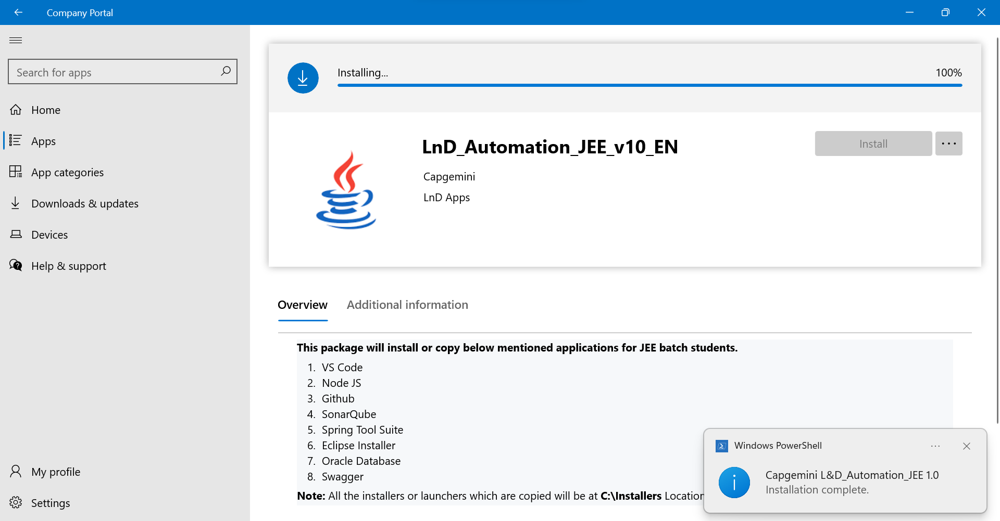 Company Portal
Search for apps
Home
Apps
App categories
Downloads & updates
Devices
Help & support
My profile
Settings
Installing...
100%
LnD_Automation_JEE_v10_EN
Install
Capgemini
LnD Apps
Overview
Additional information
This package will install or copy below mentioned applications for JEE batch students.
1. VS Code
2. Node JS
3. Github
4. SonarQube
5. Spring Tool Suite
6. Eclipse Installer
7. Oracle Database
8. Swagger
Note: All the installers or launchers which are copied will be at C:\Installers Location
Windows PowerShell
Capgemini L&D_Automation_JEE 1.0
Installation complete.